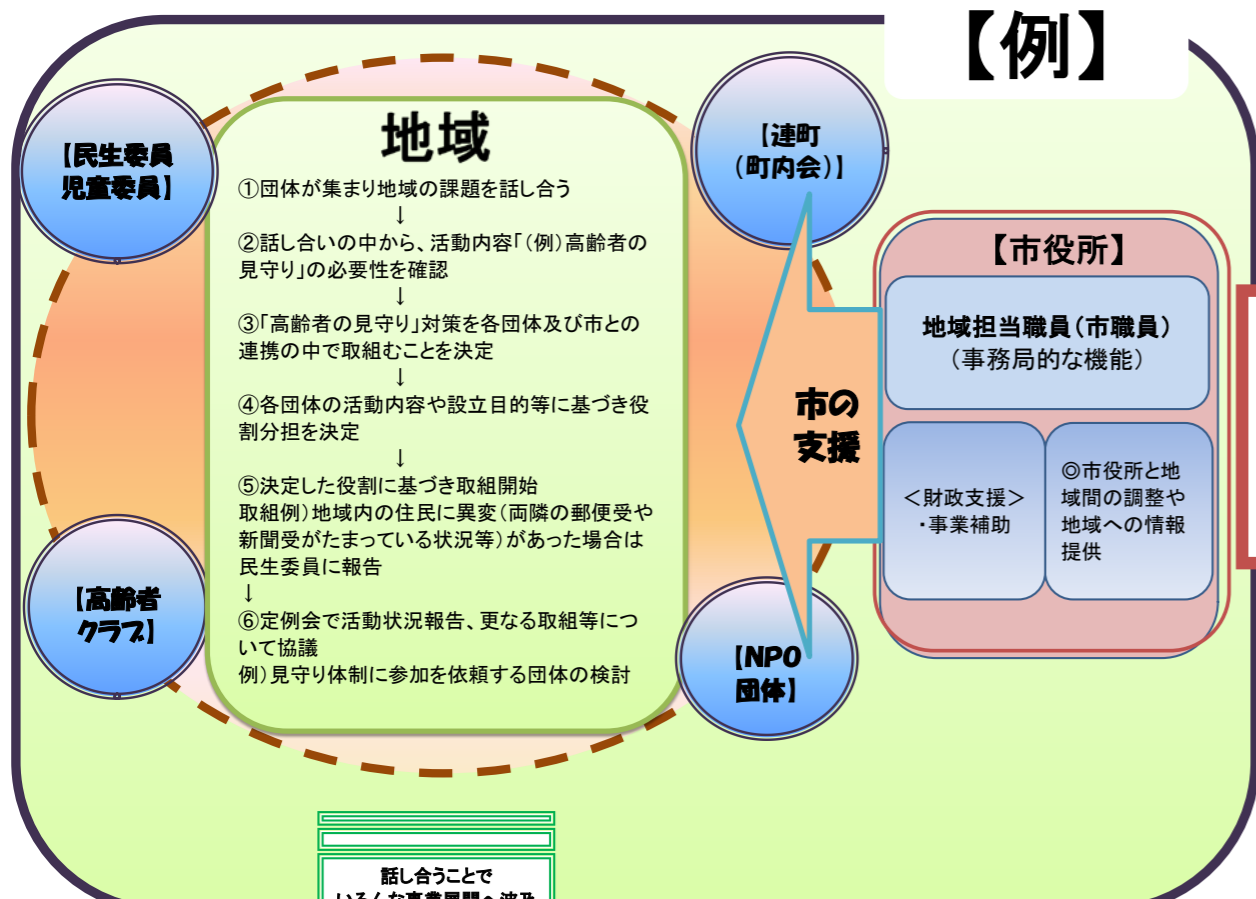 【例】
【民生委員
児童委員】
【連町
(町内会)】
【高齢者
クラブ】
【NPO
団体】
地域
①団体が集まり地域の課題を話し合う
↓
②話し合いの中から、活動内容「(例)高齢者の
見守り」の必要性を確認
↓
③「高齢者の見守り」対策を各団体及び市との
連携の中で取組むことを決定
↓
④各団体の活動内容や設立目的等に基づき役
割分担を決定
↓
⑤決定した役割に基づき取組開始
取組例)地域内の住民に異変(両隣の郵便受や
新聞受がたまっている状況等)があった場合は
民生委員に報告
↓
⑥定例会で活動状況報告、更なる取組等につ
いて協議
例)見守り体制に参加を依頼する団体の検討
市の
支援
【市役所】
地域担当職員(市職員)
(事務局的な機能)
<財政支援>
・事業補助
◎市役所と地
域間の調整や
地域への情報
提供
話し合うことで
いろんな事業展開へ波及